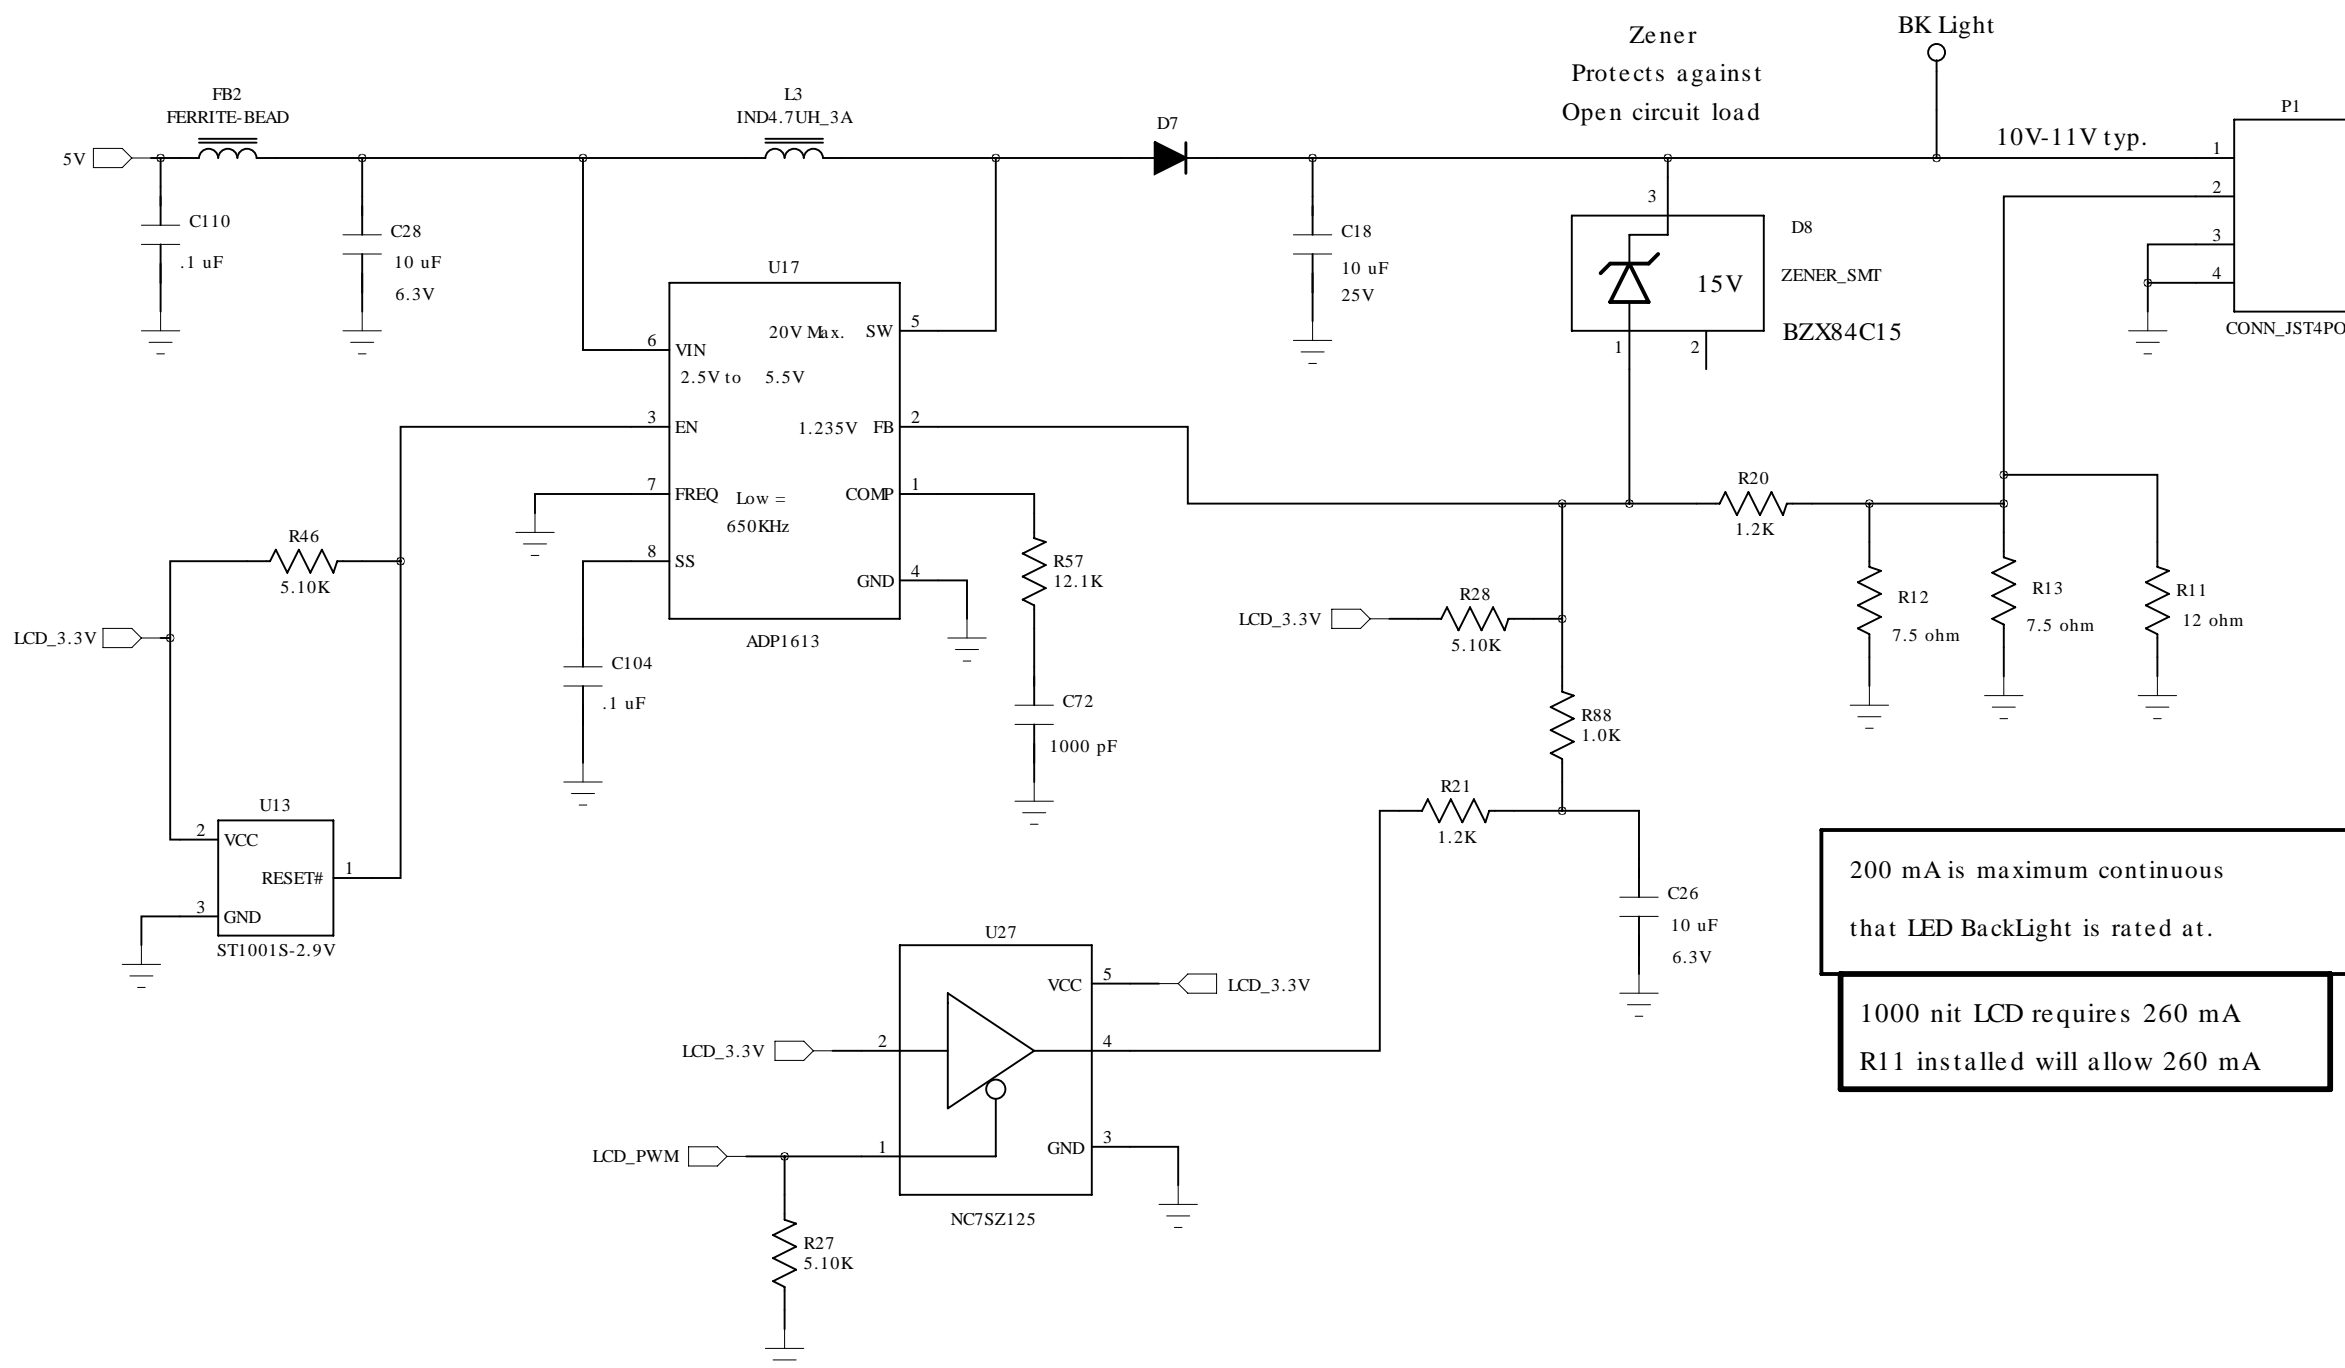 Zener
Protects against
Open circuit load
BK Light
FB2
FERRITE-BEAD
L3
IND4.7UH_3A
D7
10V-11V typ.
P1
5V
1
2
3
4
CONN_JST4PO
C110
.1 uF
C28
10 uF
6.3V
C18
10 uF
25V
3
D8
15V
ZENER_SMT
BZX84C15
1
2
U17
20V Max.
SW
5
6
VIN
2.5V to 5.5V
3
EN
1.235V
FB
2
7
FREQ
Low =
650KHz
COMP
1
8
SS
GND
4
ADP1613
R46
5.10K
LCD_3.3V
C104
.1 uF
R57
12.1K
C72
1000 pF
R20
1.2K
R12
7.5 ohm
R13
7.5 ohm
R11
12 ohm
LCD_3.3V
R28
5.10K
R88
1.0K
R21
1.2K
C26
10 uF
6.3V
U13
2
VCC
RESET#
1
3
GND
ST1001S-2.9V
U27
VCC
5
LCD_3.3V
LCD_3.3V
2
4
LCD_PWM
1
GND
3
NC7SZ125
R27
5.10K
200 mA is maximum continuous
that LED BackLight is rated at.
1000 nit LCD requires 260 mA
R11 installed will allow 260 mA